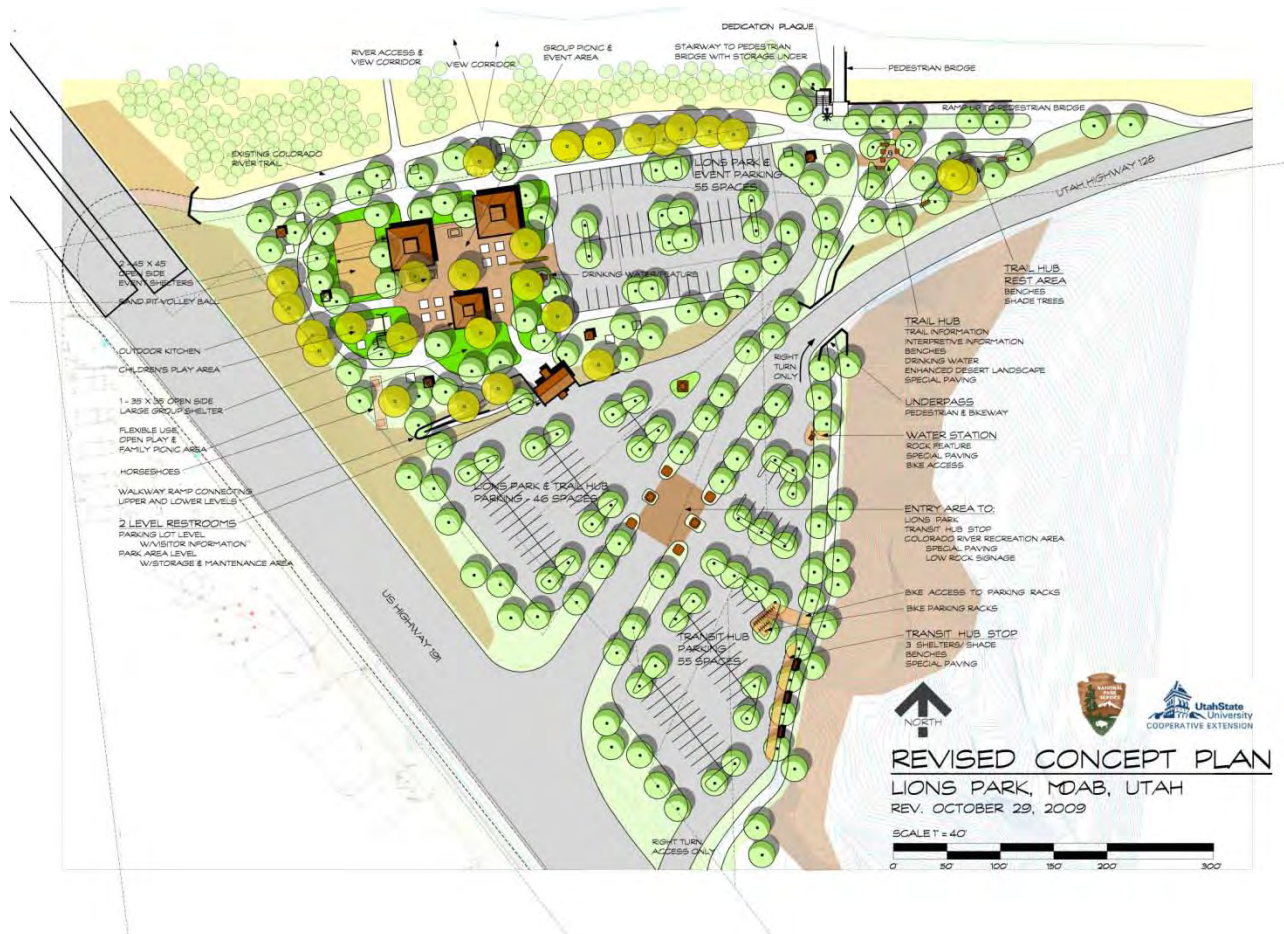 DEDICATION PLAQUE
RIVER ACCESS &
VIEW CORRIDOR
VIEW CORRIDOR
GROUP PICNIC &
EVENT AREA
STAIRWAY TO PEDESTRIAN
BRIDGE WITH STORAGE UNDER
PEDESTRIAN BRIDGE
RAMP UP TO PEDESTRIAN BRIDGE
EXISTING COLORADO
RIVER TRAIL
LIONS PARK &
EVENT PARKING
55 SPACES
UTAH HIGHWAY 128
2 - 45' X 45'
OPEN SIDE
EVENT SHELTERS
SAND PIT VOLLEY BALL
OUTDOOR KITCHEN
CHILDREN'S PLAY AREA
1 - 35' X 35' OPEN SIDE
LARGE GROUP SHELTER
FLEXIBLE USE,
OPEN PLAY &
FAMILY PICNIC AREA
HORSESHOES
WALKWAY RAMP CONNECTING
UPPER AND LOWER LEVELS
2 LEVEL RESTROOMS
PARKING LOT LEVEL
W/VISITOR INFORMATION
PARK AREA LEVEL
W/STORAGE & MAINTENANCE AREA
DRINKING WATER FEATURE
TRAIL HUB
REST AREA
BENCHES
SHADE TREES
TRAIL HUB
TRAIL INFORMATION
INTERPRETIVE INFORMATION
BENCHES
DRINKING WATER
ENHANCED DESERT LANDSCAPE
SPECIAL PAVING
RIGHT
TURN
ONLY
UNDERPASS
PEDESTRIAN & BIKEWAY
WATER STATION
ROCK FEATURE
SPECIAL PAVING
BIKE ACCESS
LIONS PARK & TRAIL HUB
PARKING - 46 SPACES
ENTRY AREA TO:
LIONS PARK
TRANSIT HUB STOP
COLORADO RIVER RECREATION AREA
SPECIAL PAVING
LOW ROCK SIGNAGE
BIKE ACCESS TO PARKING RACKS
BIKE PARKING RACKS
TRANSIT HUB STOP
3 SHELTERS/ SHADE
BENCHES
SPECIAL PAVING
US HIGHWAY 191
TRANSIT HUB
PARKING
55 SPACES
RIGHT TURN
ACCESS ONLY
NORTH
NATIONAL
PARK
SERVICE
UtahState
University
COOPERATIVE EXTENSION
REVISED CONCEPT PLAN
LIONS PARK, MOAB, UTAH
REV. OCTOBER 29, 2009
SCALE 1" = 40'
0' 50' 100' 150' 200' 300'